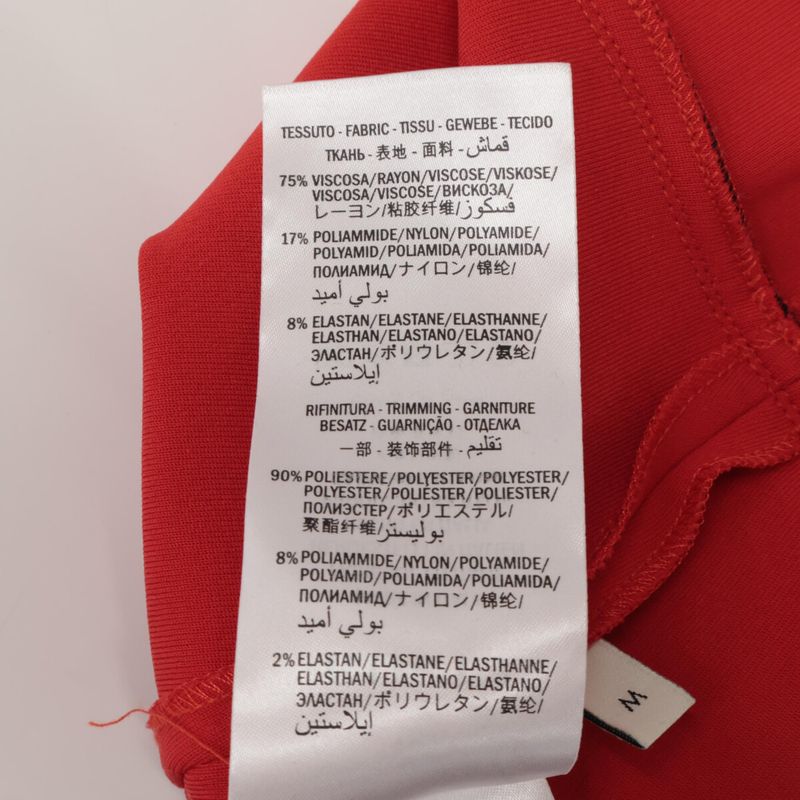 TESSUTO - FABRIC - TISSU - GEWEBE - TECIDO
ТКАНЬ - 表地 - 面料 - قماش
75% VISCOSA/RAYON/VISCOSE/VISKOSE/
VISCOSA/VISCOSE/ВИСКОЗА/
レーヨン/粘胶纤维/فسكوز
17% POLIAMMIDE/NYLON/POLYAMIDE/
POLYAMID/POLIAMIDA/POLIAMIDA/
ПОЛИАМИД/ナイロン/锦纶/
بولي أميد
8% ELASTAN/ELASTANE/ELASTHANNE/
ELASTHAN/ELASTANO/ELASTANO/
ЭЛАСТАН/ポリウレタン/氨纶/
إيلاستين
RIFINITURA - TRIMMING - GARNITURE
BESATZ - GUARNIÇÃO - ОТДЕЛКА
一部 - 装饰部件 - تقليم
90% POLIESTERE/POLYESTER/POLYESTER/
POLYESTER/POLIÉSTER/POLIESTER/
ПОЛИЭСТЕР/ポリエステル/
聚酯纤维/بوليستر
8% POLIAMMIDE/NYLON/POLYAMIDE/
POLYAMID/POLIAMIDA/POLIAMIDA/
ПОЛИАМИД/ナイロン/锦纶/
بولي أميد
2% ELASTAN/ELASTANE/ELASTHANNE/
ELASTHAN/ELASTANO/ELASTANO/
ЭЛАСТАН/ポリウレタン/氨纶/
إيلاستين
M